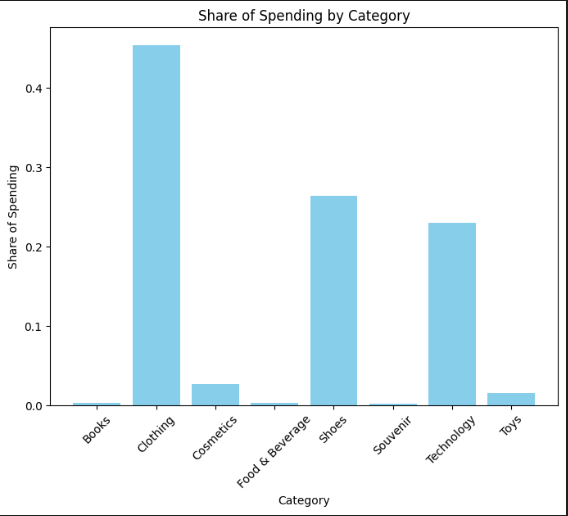 Share of Spending by Category
Share of Spending
0.4
0.3
0.2
0.1
0.0
Books
Clothing
Cosmetics
Food & Beverage
Shoes
Souvenir
Technology
Toys
Category